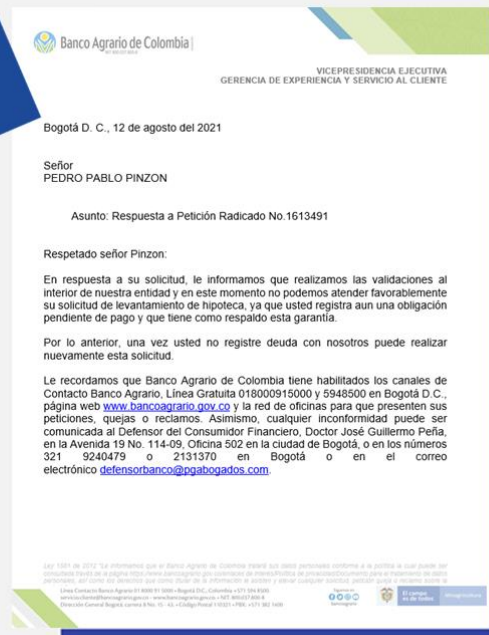 Banco Agrario de Colombia
VICEPRESIDENCIA EJECUTIVA
GERENCIA DE EXPERIENCIA Y SERVICIO AL CLIENTE
Bogotá D. C., 12 de agosto del 2021
Señor
PEDRO PABLO PINZON
Asunto: Respuesta a Petición Radicado No.1613491
Respetado señor Pinzon:
En respuesta a su solicitud, le informamos que realizamos las validaciones al
interior de nuestra entidad y en este momento no podemos atender favorablemente
su solicitud de levantamiento de hipoteca, ya que usted registra aun una obligación
pendiente de pago y que tiene como respaldo esta garantía.
Por lo anterior, una vez usted no registre deuda con nosotros puede realizar
nuevamente esta solicitud.
Le recordamos que Banco Agrario de Colombia tiene habilitados los canales de
Contacto Banco Agrario, Línea Gratuita 018000915000 y 5948500 en Bogotá D.C.,
página web www.bancoagrario.gov.co y la red de oficinas para que presenten sus
peticiones, quejas o reclamos. Asimismo, cualquier inconformidad puede ser
comunicada al Defensor del Consumidor Financiero, Doctor José Guillermo Peña,
en la Avenida 19 No. 114-09, Oficina 502 en la ciudad de Bogotá, o en los números
321 9240479 o 2131370 en Bogotá o en el correo
electrónico defensorbanco@pgabogados.com.
El campo
es de todos
Minagricultura